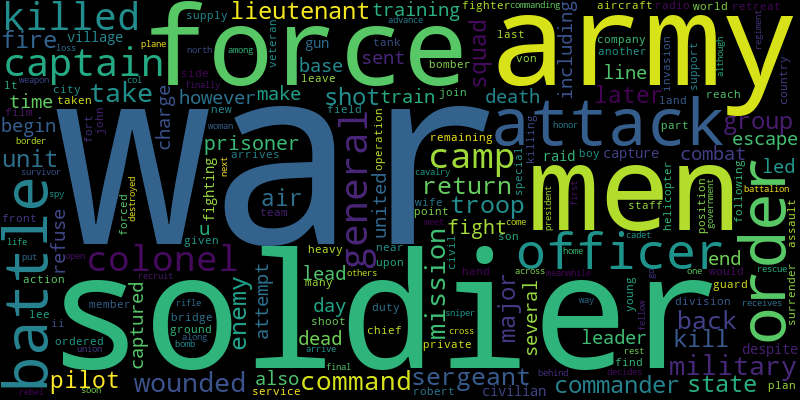 killed
supply
lieutenant
training
fighter
commanding
aircraft
radio
world
retreat
fire
village
force
army
advance
including
loss
plane
north
among
veteran
gun
tank
squad
last
company
another
invasion
support
regiment
although
captain
side
finally
base
sent
bomber
von
line
country
lt
city
col
leave
join
weapon
take
however
make
shot
train
death
later
land
reach
time
taken
charge
new
field
film
fort
john
woman
war
attack
group
begin
prisoner
operation
remaining
killing
honor
part
escape
border
unit
arrives
camp
special
raid
boy
capture
combat
led
survivor
spy
fighting
next
general
cavalry
men
helicopter
following
battalion
forced
destroyed
air
united
wife
return
president
first
staff
position
government
battle
life
front
refuse
u
team
point
troop
son
come
meet
cadet
order
assault
given
fight
put
open
colonel
heavy
near
upon
civil
officer
home
end
action
recruit
lead
others
mission
hand
across
meanwhile
one
would
rescue
soldier
many
member
rifle
enemy
attempt
day
duty
sniper
major
several
way
young
division
guard
receives
surrender
lee
ii
captured
bridge
ground
shoot
chief
cross
leader
fellow
go
back
ordered
along
bomb
dead
private
rest
find
kill
despite
union
arrive
final
behind
decides
military
pilot
wounded
also
command
sergeant
commander
state
plan
rebel
soon
service
robert
civilian